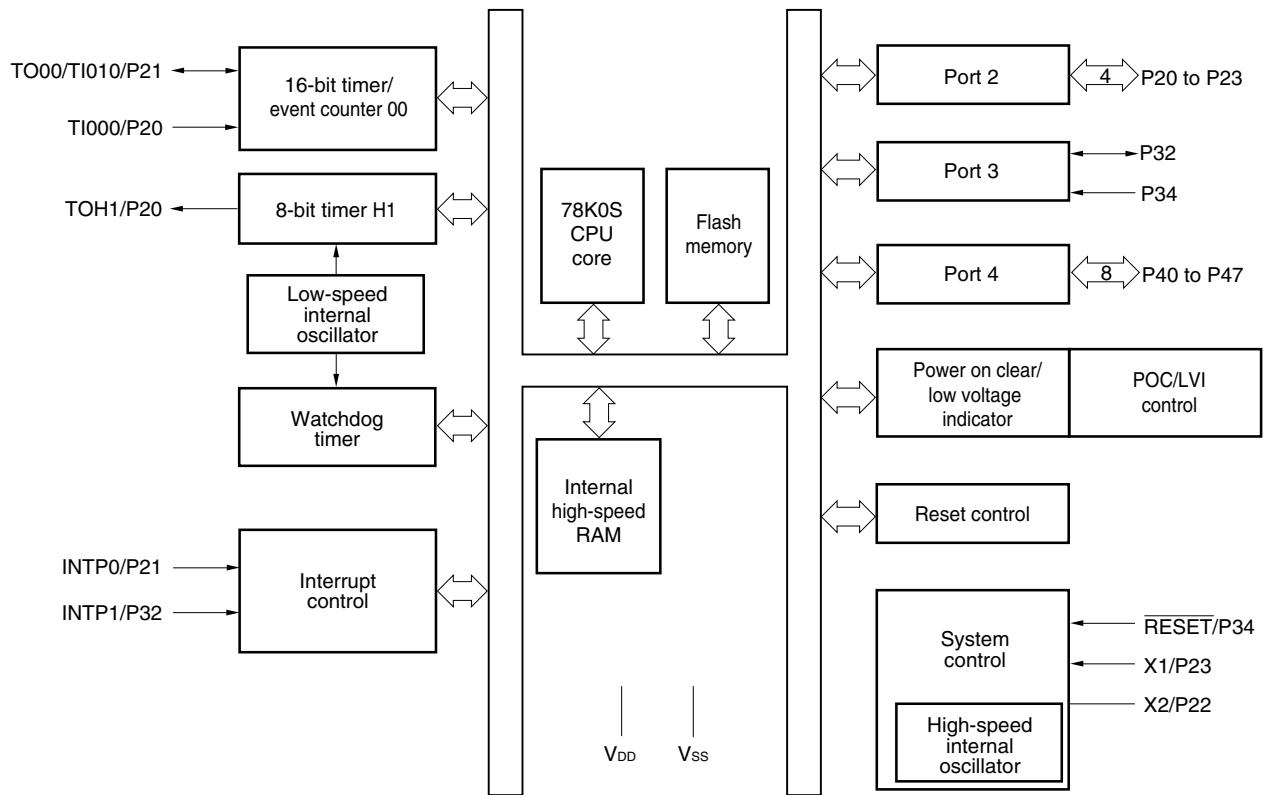 TO00/TI010/P21
TI000/P20
16-bit timer/
event counter 00
TOH1/P20
8-bit timer H1
Low-speed
internal
oscillator
Watchdog
timer
INTP0/P21
INTP1/P32
Interrupt
control
78K0S
CPU
core
Flash
memory
Internal
high-speed
RAM
VDD
VSS
Port 2
4
P20 to P23
Port 3
P32
P34
Port 4
8
P40 to P47
Power on clear/
low voltage
indicator
POC/LVI
control
Reset control
System
control
RESET/P34
X1/P23
X2/P22
High-speed
internal
oscillator